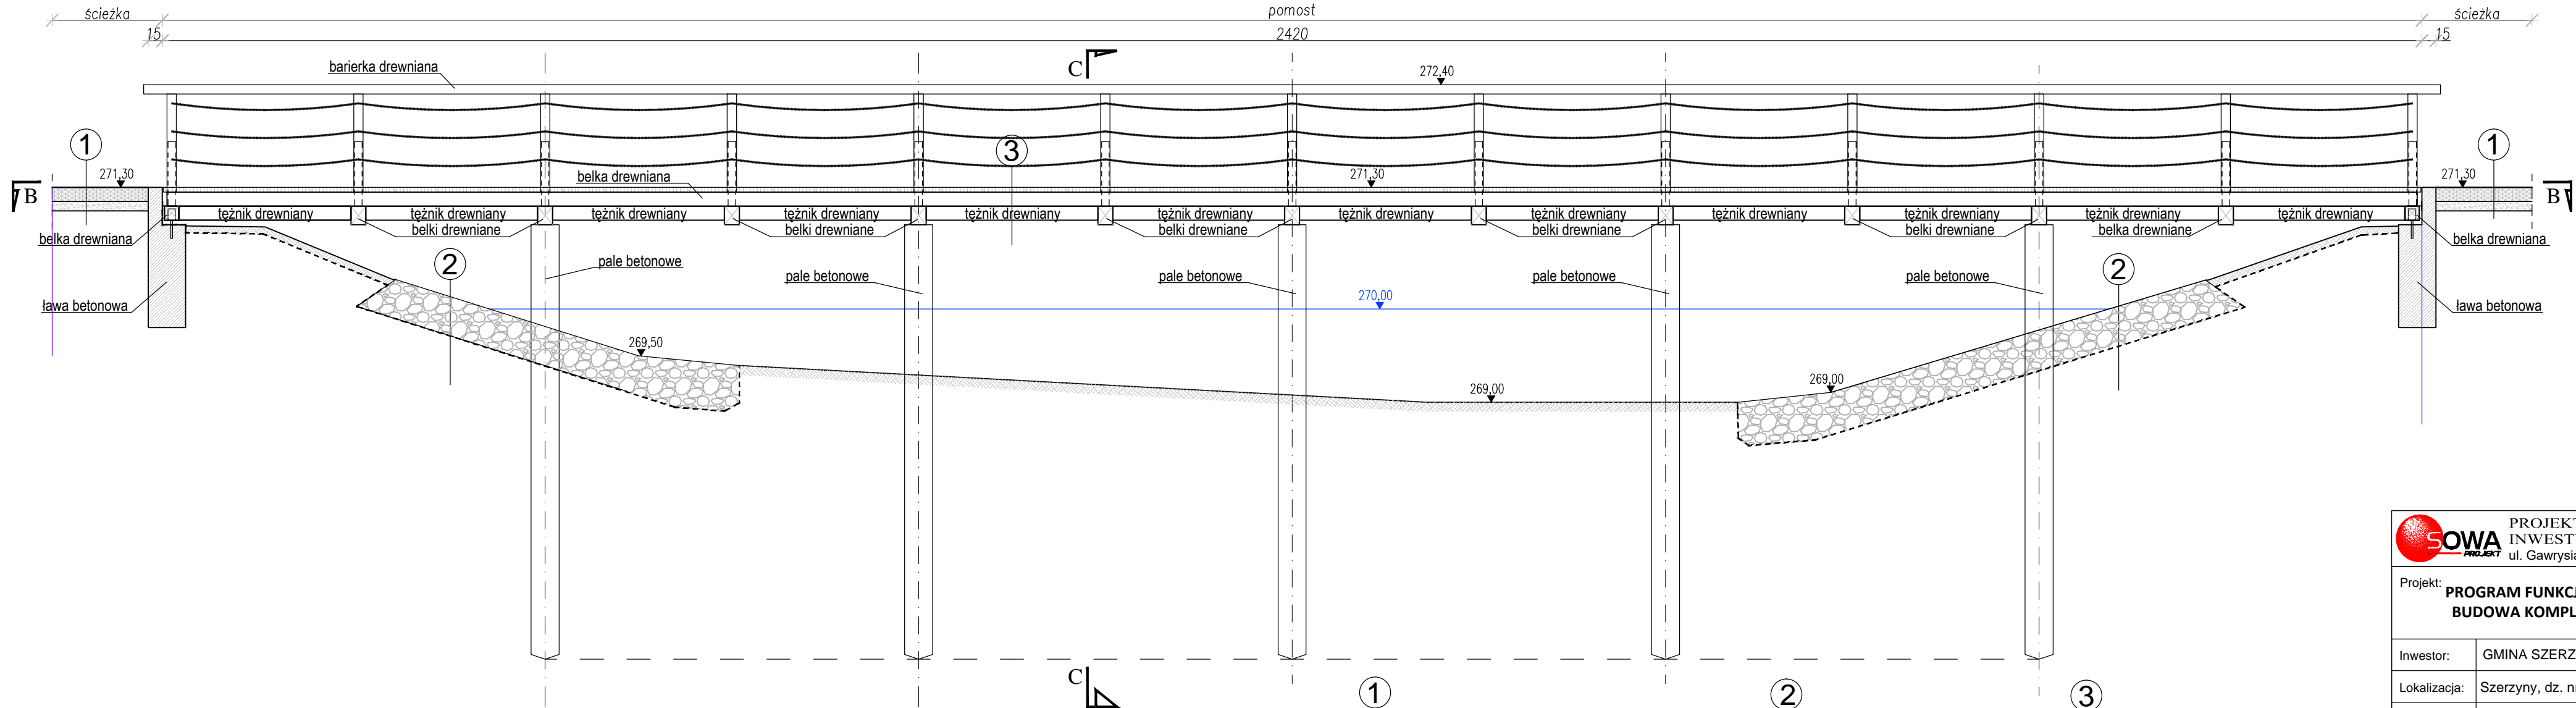 ścieżka
pomost
ścieżka
15
2420
15
C
barierka drewniana
272,40
1
3
1
271,30
belka drewniana
271,30
271,30
B
B
tężnik drewniany tężnik drewniany tężnik drewniany tężnik drewniany tężnik drewniany tężnik drewniany tężnik drewniany tężnik drewniany tężnik drewniany tężnik drewniany tężnik drewniany tężnik drewniany
belki drewniane belki drewniane belki drewniane belki drewniane belki drewniane belka drewniane
belka drewniana
belka drewniana
2
2
pale betonowe
pale betonowe
pale betonowe
pale betonowe
pale betonowe
ława betonowa
270,00
ława betonowa
269,50
269,00
269,00
C
1
2
3
SOWA
PROJEKT
PROJEKT
INWEST
ul. Gawrysia
Projekt:
PROGRAM FUNKCJ
BUDOWA KOMPL
Inwestor: GMINA SZERZ
Lokalizacja: Szerzyny, dz. n